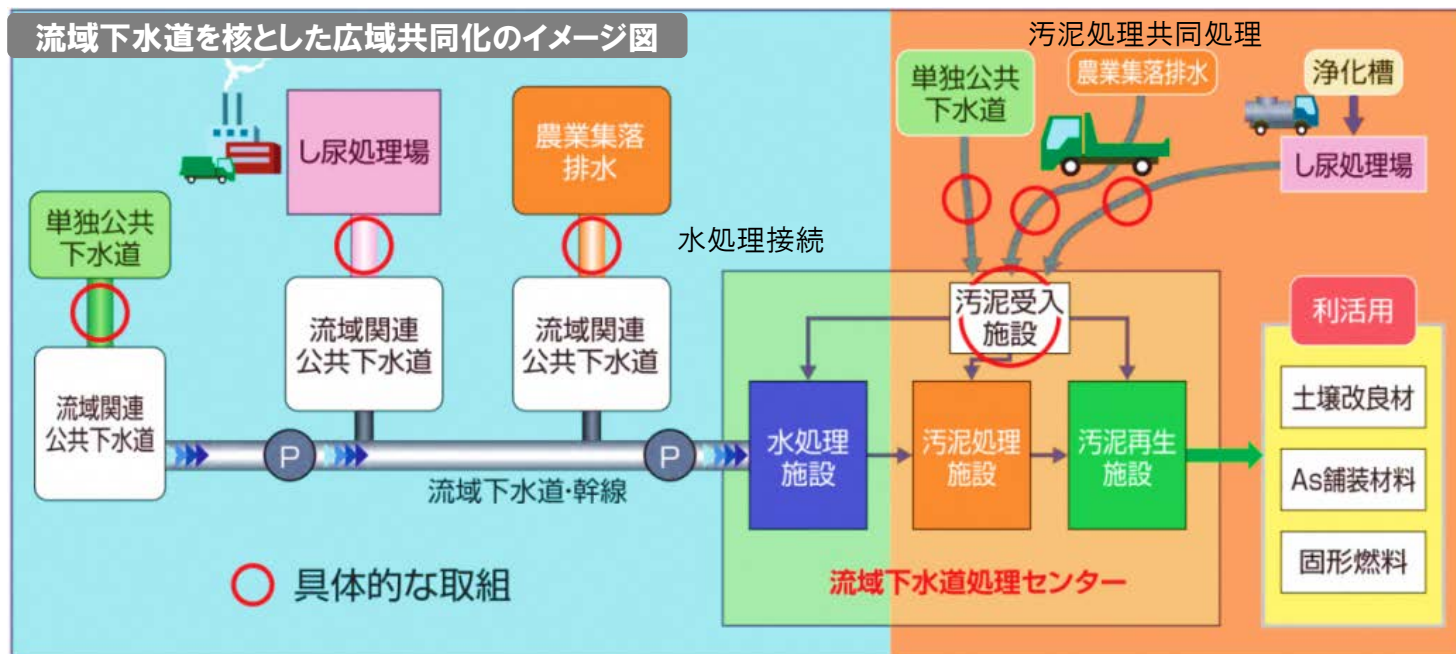 流域下水道を核とした広域共同化のイメージ図
汚泥処理共同処理
単独公共
下水道
農業集落排水
浄化槽
し尿処理場
し尿処理場
農業集落
排水
単独公共
下水道
水処理接続
流域関連
公共下水道
流域関連
公共下水道
流域関連
公共下水道
P
P
流域下水道・幹線
汚泥受入
施設
水処理
施設
汚泥処理
施設
汚泥再生
施設
流域下水道処理センター
利活用
土壌改良材
As舗装材料
固形燃料
具体的な取組